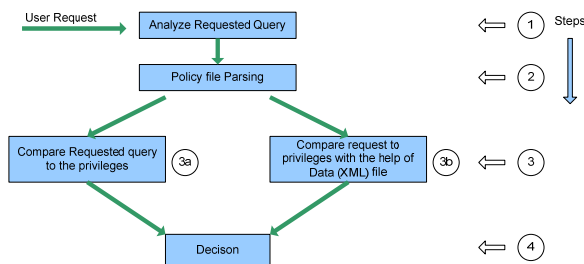 User Request
Analyze Requested Query
1
Steps
Policy file Parsing
2
Compare Requested query
to the privileges
3a
Compare request to
privileges with the help of
Data (XML) file
3b
3
Decison
4